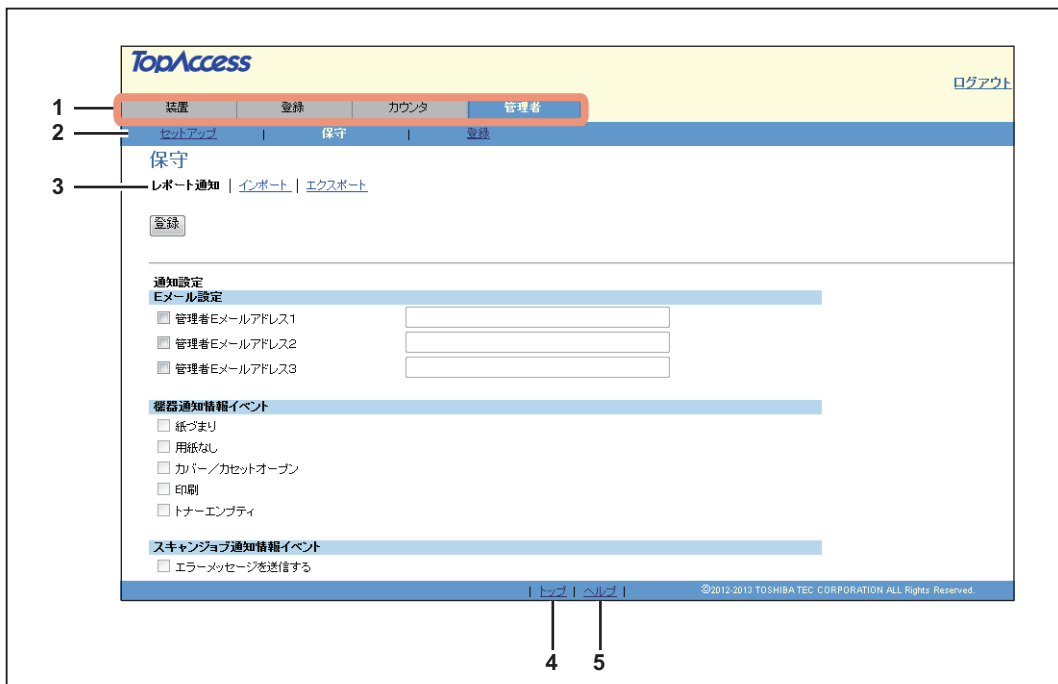 TopAccess
ログアウト
1 装置 登録 カウンタ 管理者
2 セットアップ | 保守 | 登録
保守
3 レポート通知 | インポート | エクスポート
登録
通知設定
Eメール設定
管理者Eメールアドレス1
管理者Eメールアドレス2
管理者Eメールアドレス3
機器通知情報イベント
紙づまり
用紙なし
カバー/カセットオープン
印刷
トナーエンプティ
スキャンジョブ通知情報イベント
エラーメッセージを送信する
| トップ | ヘルプ | ©2012-2013 TOSHIBA TEC CORPORATION ALL Rights Reserved.
4 5